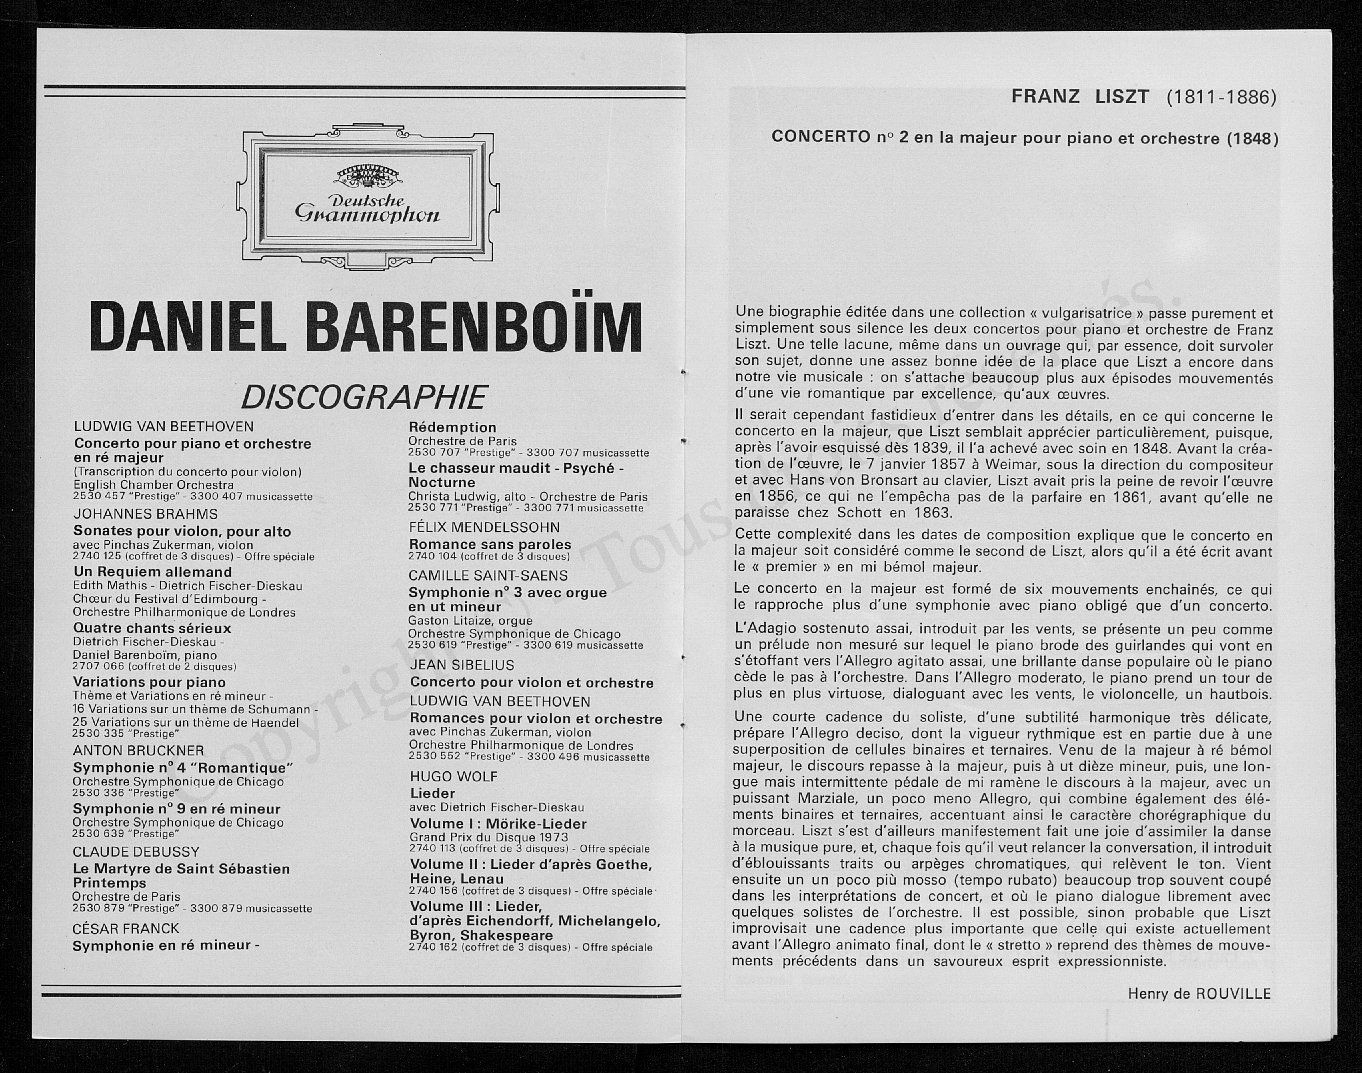 Deutsche
Grammophon
DANIEL BARENBOÏM
DISCOGRAPHIE
LUDWIG VAN BEETHOVEN
Concerto pour piano et orchestre
en ré majeur
(Transcription du concerto pour violon)
English Chamber Orchestra
2530 457 "Prestige" - 3300 407 musicassette
JOHANNES BRAHMS
Sonates pour violon, pour alto
avec Pinchas Zukerman, violon
2740 125 (coffret de 3 disques) - Offre spéciale
Un Requiem allemand
Edith Mathis - Dietrich Fischer-Dieskau
Chœur du Festival d'Edimbourg -
Orchestre Philharmonique de Londres
Quatre chants sérieux
Dietrich Fischer-Dieskau -
Daniel Barenboïm, piano
2707 066 (coffret de 2 disques)
Variations pour piano
Thème et Variations en ré mineur -
16 Variations sur un thème de Schumann -
25 Variations sur un thème de Haendel
2530 335 "Prestige"
ANTON BRUCKNER
Symphonie n° 4 "Romantique"
Orchestre Symphonique de Chicago
2530 336 "Prestige"
Symphonie n° 9 en ré mineur
Orchestre Symphonique de Chicago
2530 639 "Prestige"
CLAUDE DEBUSSY
Le Martyre de Saint Sébastien
Printemps
Orchestre de Paris
2530 879 "Prestige" - 3300 879 musicassette
CÉSAR FRANCK
Symphonie en ré mineur -
Rédemption
Orchestre de Paris
2530 707 "Prestige" - 3300 707 musicassette
Le chasseur maudit - Psyché -
Nocturne
Christa Ludwig, alto - Orchestre de Paris
2530 771 "Prestige" - 3300 771 musicassette
FÉLIX MENDELSSOHN
Romance sans paroles
2740 104 (coffret de 3 disques)
CAMILLE SAINT-SAENS
Symphonie n° 3 avec orgue
en ut mineur
Gaston Litaize, orgue
Orchestre Symphonique de Chicago
2530 619 "Prestige" - 3300 619 musicassette
JEAN SIBELIUS
Concerto pour violon et orchestre
LUDWIG VAN BEETHOVEN
Romances pour violon et orchestre
avec Pinchas Zukerman, violon
Orchestre Philharmonique de Londres
2530 552 "Prestige" - 3300 496 musicassette
HUGO WOLF
Lieder
avec Dietrich Fischer-Dieskau
Volume I : Mörike-Lieder
Grand Prix du Disque 1973
2740 113 (coffret de 3 disques) - Offre spéciale
Volume II : Lieder d'après Goethe,
Heine, Lenau
2740 156 (coffret de 3 disques) - Offre spéciale
Volume III : Lieder,
d'après Eichendorff, Michelangelo,
Byron, Shakespeare
2740 162 (coffret de 3 disques) - Offre spéciale
FRANZ LISZT (1811-1886)
CONCERTO n° 2 en la majeur pour piano et orchestre (1848)
Une biographie éditée dans une collection « vulgarisatrice » passe purement et
simplement sous silence les deux concertos pour piano et orchestre de Franz
Liszt. Une telle lacune, même dans un ouvrage qui, par essence, doit survoler
son sujet, donne une assez bonne idée de la place que Liszt a encore dans
notre vie musicale : on s'attache beaucoup plus aux épisodes mouvementés
d'une vie romantique par excellence, qu'aux œuvres.
Il serait cependant fastidieux d'entrer dans les détails, en ce qui concerne le
concerto en la majeur, que Liszt semblait apprécier particulièrement, puisque,
après l'avoir esquissé dès 1839, il l'a achevé avec soin en 1848. Avant la créa-
tion de l'œuvre, le 7 janvier 1857 à Weimar, sous la direction du compositeur
et avec Hans von Bronsart au clavier, Liszt avait pris la peine de revoir l'œuvre
en 1856, ce qui ne l'empêcha pas de la parfaire en 1861, avant qu'elle ne
paraisse chez Schott en 1863.
Cette complexité dans les dates de composition explique que le concerto en
la majeur soit considéré comme le second de Liszt, alors qu'il a été écrit avant
le « premier » en mi bémol majeur.
Le concerto en la majeur est formé de six mouvements enchainés, ce qui
le rapproche plus d'une symphonie avec piano obligé que d'un concerto.
L'Adagio sostenuto assai, introduit par les vents, se présente un peu comme
un prélude non mesuré sur lequel le piano brode des guirlandes qui vont en
s'étoffant vers l'Allegro agitato assai, une brillante danse populaire où le piano
cède le pas à l'orchestre. Dans l'Allegro moderato, le piano prend un tour de
plus en plus virtuose, dialoguant avec les vents, le violoncelle, un hautbois.
Une courte cadence du soliste, d'une subtilité harmonique très délicate,
prépare l'Allegro deciso, dont la vigueur rythmique est en partie due à une
superposition de cellules binaires et ternaires. Venu de la majeur à ré bémol
majeur, le discours repasse à la majeur, puis à ut dièze mineur, puis, une lon-
gue mais intermittente pédale de mi ramène le discours à la majeur, avec un
puissant Marziale, un poco meno Allegro, qui combine également des élé-
ments binaires et ternaires, accentuant ainsi le caractère chorégraphique du
morceau. Liszt s'est d'ailleurs manifestement fait une joie d'assimiler la danse
à la musique pure, et, chaque fois qu'il veut relancer la conversation, il introduit
d'éblouissants traits ou arpèges chromatiques, qui relèvent le ton. Vient
ensuite un un poco più mosso (tempo rubato) beaucoup trop souvent coupé
dans les interprétations de concert, et où le piano dialogue librement avec
quelques solistes de l'orchestre. Il est possible, sinon probable que Liszt
improvisait une cadence plus importante que celle qui existe actuellement
avant l'Allegro animato final, dont le « stretto » reprend des thèmes de mouve-
ments précédents dans un savoureux esprit expressionniste.
Henry de ROUVILLE